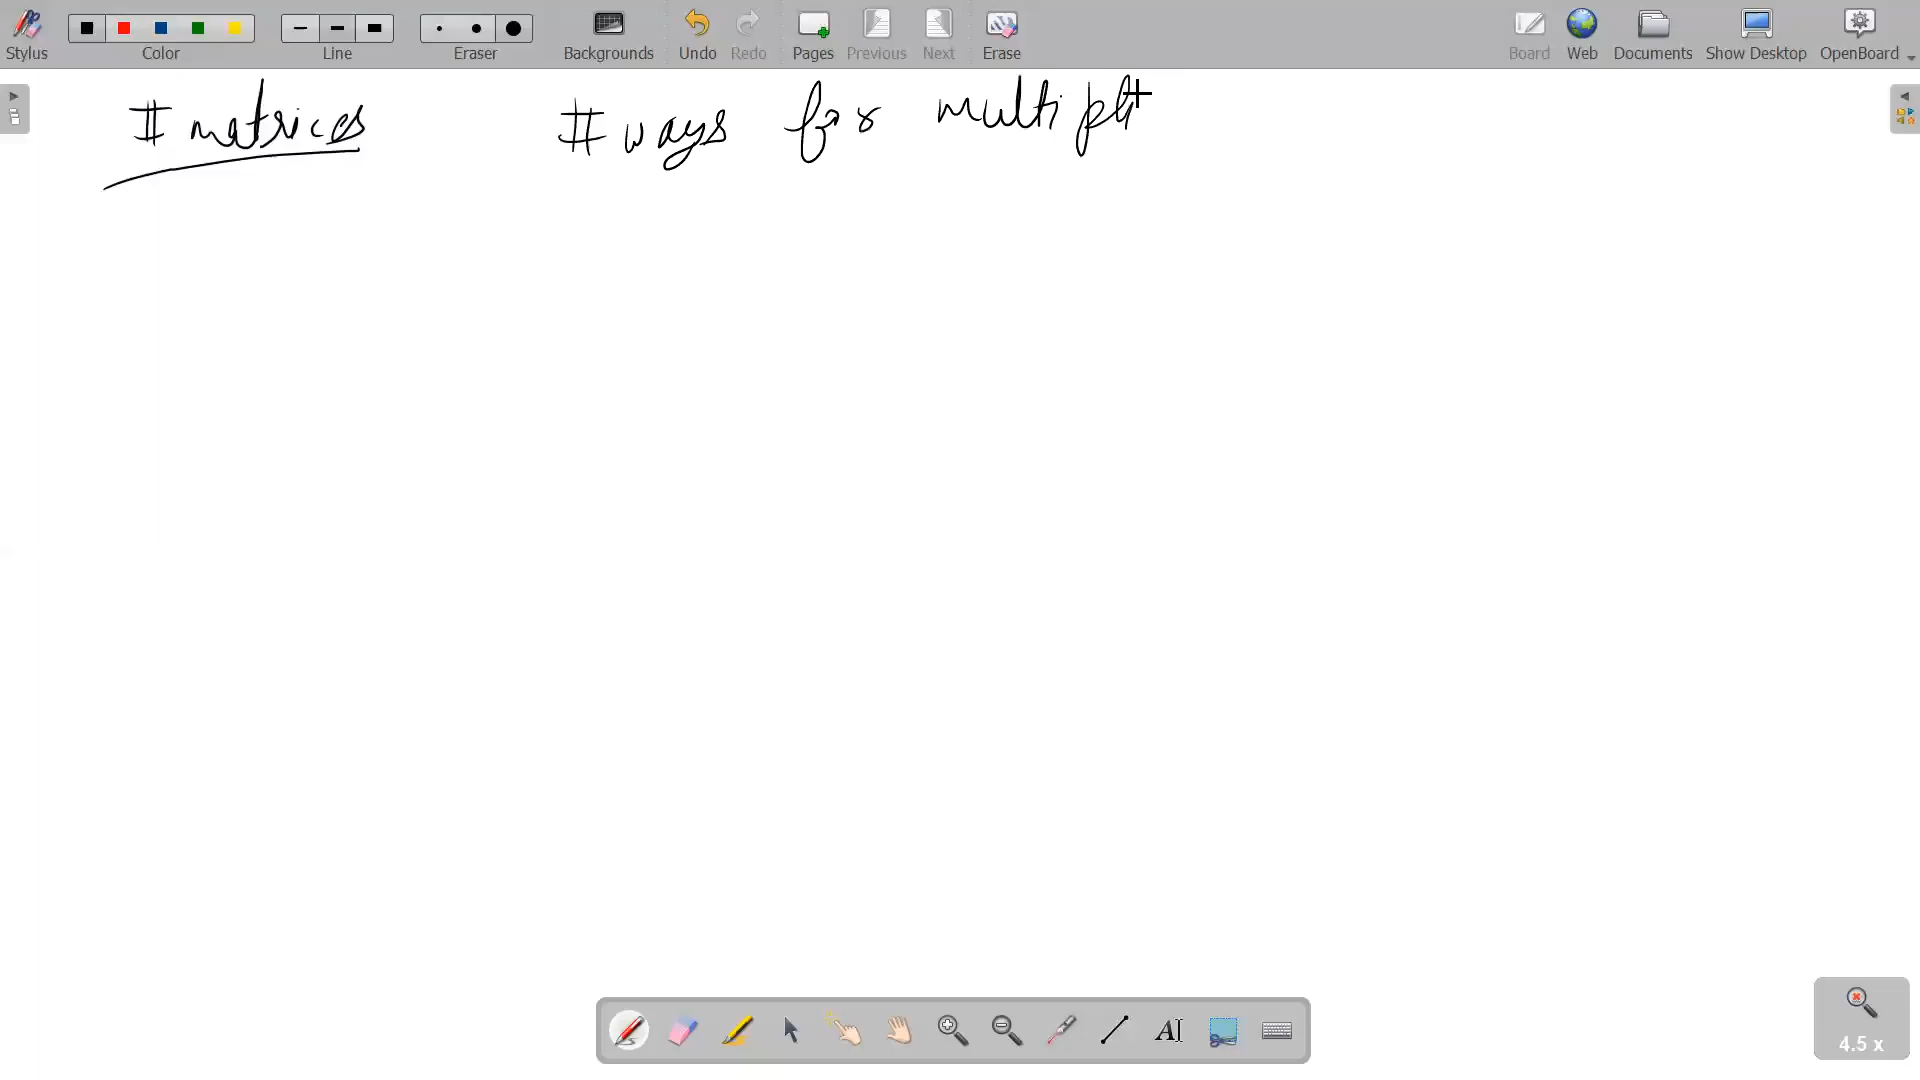 Stylus Color Line Eraser Backgrounds Undo Redo Pages Previous Next Erase Board Web Documents Show Desktop OpenBoard
# matrices # ways for multipli
4.5 x